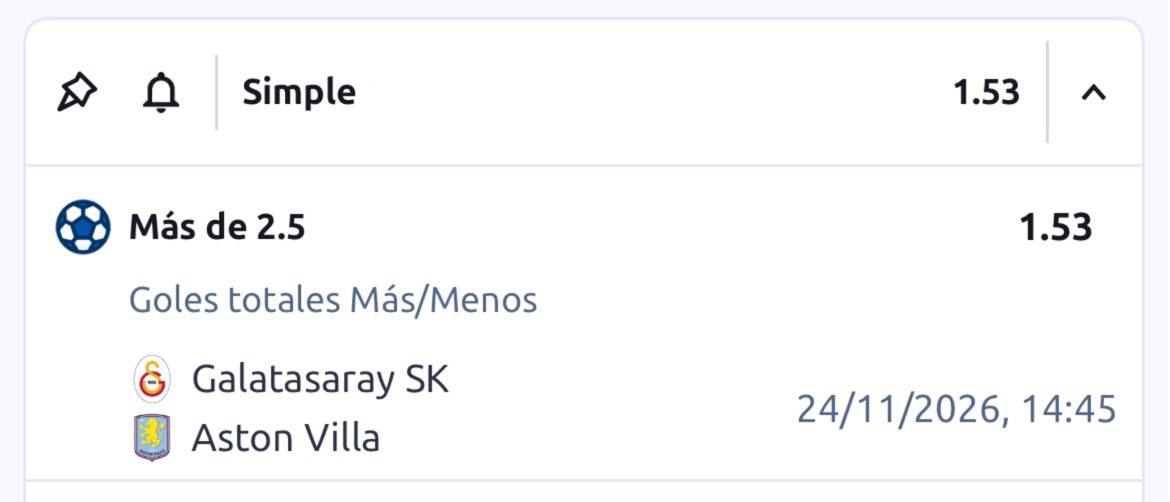 Simple 1.53
Más de 2.5 1.53
Goles totales Más/Menos
Galatasaray SK
24/11/2026, 14:45
Aston Villa